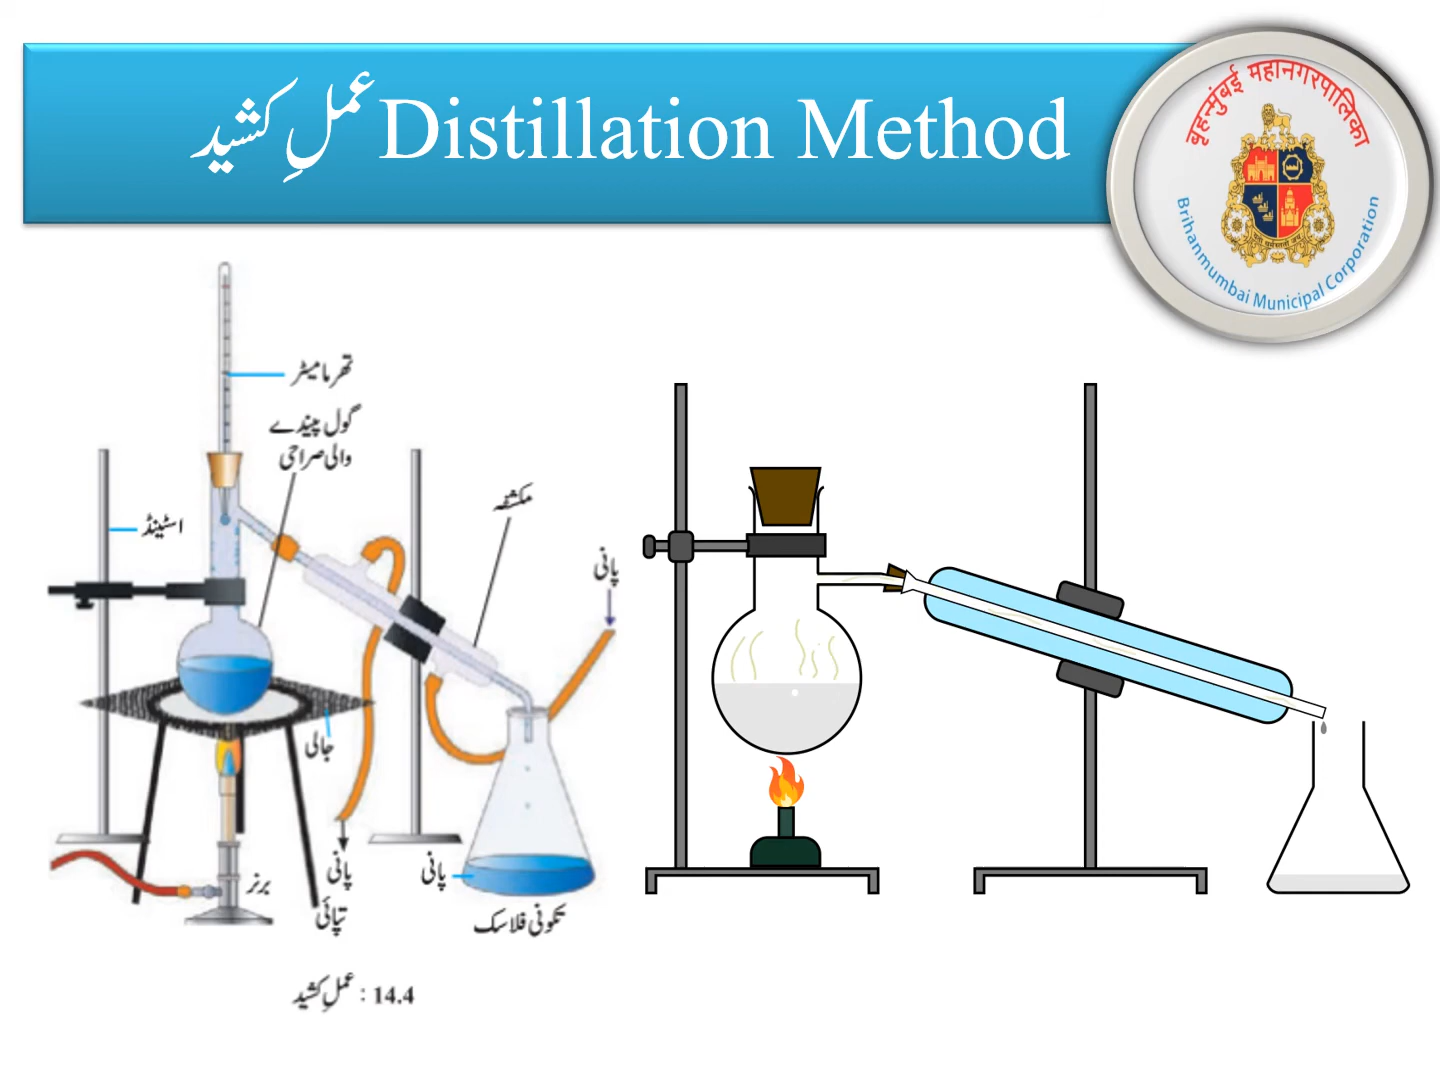 عملِ کشید Distillation Method
बृहन्मुंबई महानगरपालिका
Brihanmumbai Municipal Corporation
تھرمامیٹر
گول پیندے
والی صراحی
مکثفہ
اسٹینڈ
پانی
جالی
پانی
پانی
برنر
تپائی
تکونی فلاسک
14.4 : عملِ کشید